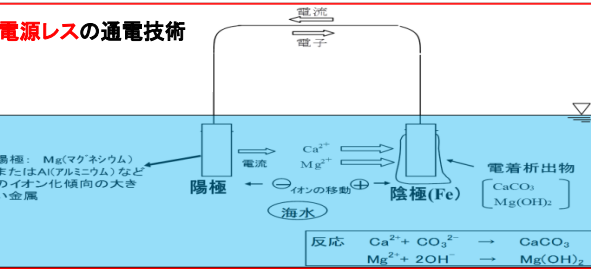 電源レスの通電技術
電流
電子
陽極: Mg(マグネシウム)
またはAl(アルミニウム)など
のイオン化傾向の大き
い金属
電流
Ca²⁺
Mg²⁺
陽極
⊖イオンの移動⊕
陰極(Fe)
海水
電着析出物
CaCO₃
Mg(OH)₂
反応 Ca²⁺+ CO₃²⁻ → CaCO₃
Mg²⁺+ 2OH⁻ → Mg(OH)₂